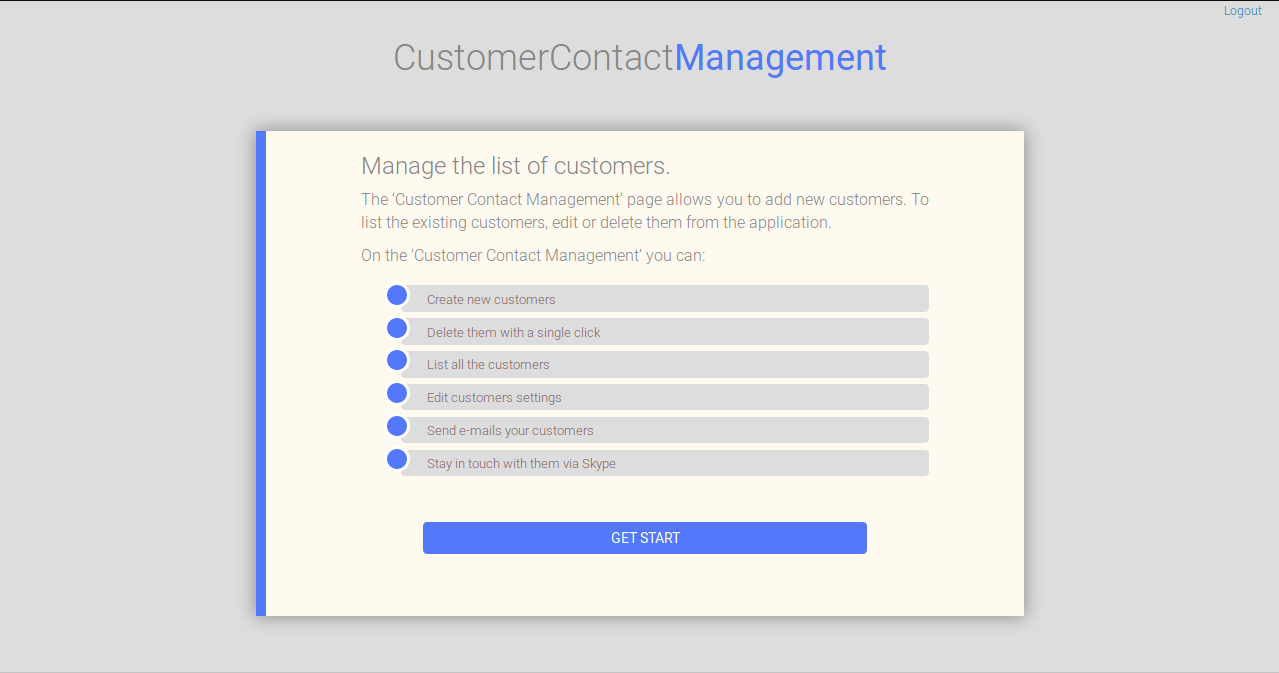 Logout
CustomerContactManagement
Manage the list of customers.
The ‘Customer Contact Management‘ page allows you to add new customers. To
list the existing customers, edit or delete them from the application.
On the ‘Customer Contact Management‘ you can:
Create new customers
Delete them with a single click
List all the customers
Edit customers settings
Send e-mails your customers
Stay in touch with them via Skype
GET START